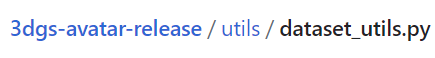 3dgs-avatar-release / utils / dataset_utils.py